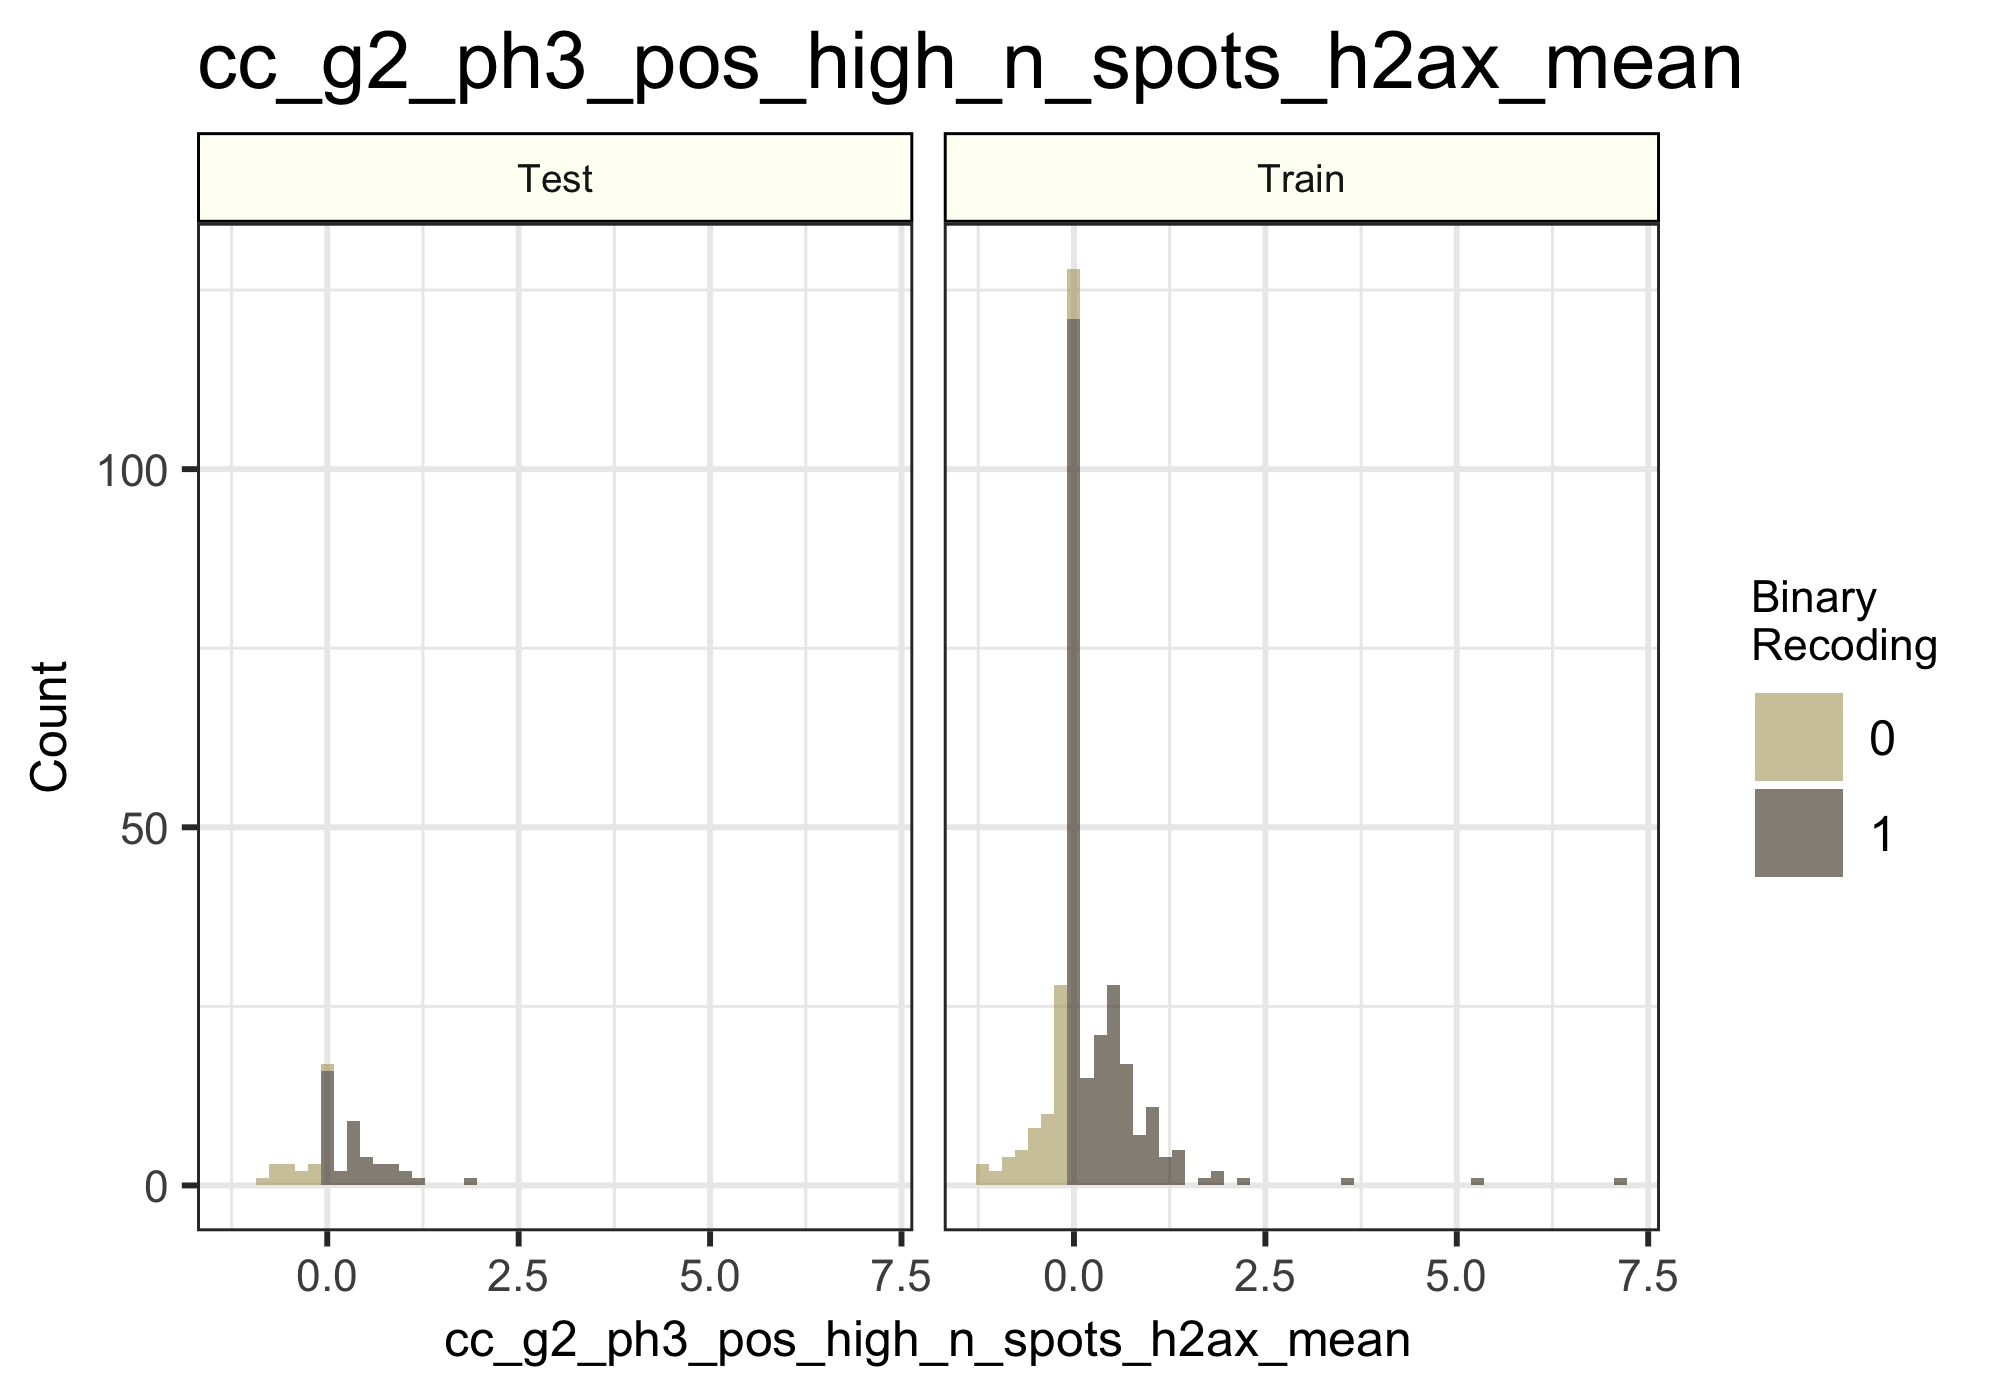 cc_g2_ph3_pos_high_n_spots_h2ax_mean
Test
Train
100
50
0
Count
0.0
2.5
5.0
7.5
0.0
2.5
5.0
7.5
cc_g2_ph3_pos_high_n_spots_h2ax_mean
Binary
Recoding
0
1